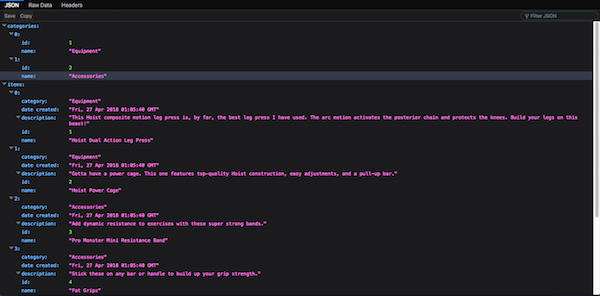 JSON Raw Data Headers
Save Copy Filter JSON
categories:
0:
id: 1
name: "Equipment"
1:
id: 2
name: "Accessories"
items:
0:
category: "Equipment"
date created: "Fri, 27 Apr 2018 01:05:40 GMT"
description: "This Hoist composite motion leg press is, by far, the best leg press I have used. The arc motion activates the posterior chain and protects the knees. Build your legs on this
beast!"
id: 1
name: "Hoist Dual Action Leg Press"
1:
category: "Equipment"
date created: "Fri, 27 Apr 2018 01:05:40 GMT"
description: "Gotta have a power cage. This one features top-quality Hoist construction, easy adjustments, and a pull-up bar."
id: 2
name: "Hoist Power Cage"
2:
category: "Accessories"
date created: "Fri, 27 Apr 2018 01:05:40 GMT"
description: "Add dynamic resistance to exercises with these super strong bands."
id: 3
name: "Pro Monster Mini Resistance Band"
3:
category: "Accessories"
date created: "Fri, 27 Apr 2018 01:05:40 GMT"
description: "Stick these on any bar or handle to build up your grip strength."
id: 4
name: "Fat Gripz"